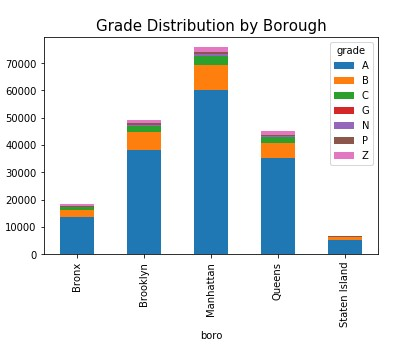 Grade Distribution by Borough
grade
A
B
C
G
N
P
Z
70000
60000
50000
40000
30000
20000
10000
0
Bronx
Brooklyn
Manhattan
Queens
Staten Island
boro